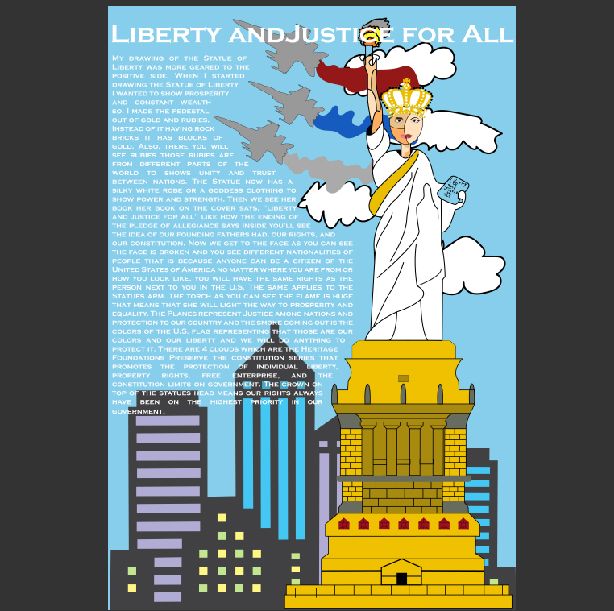 LIBERTY ANDJUSTICE FOR ALL
MY DRAWING OF THE STATUE OF
LIBERTY WAS MORE GEARED TO THE
POSITIVE SIDE. WHEN I STARTED
DRAWING THE STATUE OF LIBERTY
I WANTED TO SHOW PROSPERITY
AND CONSTANT WEALTH
SO, I MADE THE PEDESTAL
OUT OF GOLD AND RUBIES.
INSTEAD OF IT HAVING ROCK
BRICKS IT HAS BLOCKS OF
GOLD. ALSO, THERE YOU WILL
SEE RUBIES THOSE RUBIES ARE
FROM DIFFERENT PARTS OF THE
WORLD TO SHOWS UNITY AND TRUST
BETWEEN NATIONS. THE STATUE NOW HAS A
SILKY WHITE ROBE OR A GODDESS CLOTHING TO
SHOW POWER AND STRENGTH. THEN WE SEE HER
BOOK HER BOOK ON THE COVER SAYS, "LIBERTY
AND JUSTICE FOR ALL" LIKE HOW THE ENDING OF
THE PLEDGE OF ALLEGIANCE SAYS INSIDE YOU'LL SEE
THE IDEA OF OUR FOUNDING FATHERS HAD, OUR RIGHTS, AND
OUR CONSTITUTION. NOW WE GET TO THE FACE AS YOU CAN SEE
THE FACE IS BROKEN AND YOU SEE DIFFERENT NATIONALITIES OF
PEOPLE THAT IS BECAUSE ANYONE CAN BE A CITIZEN OF THE
UNITED STATES OF AMERICA NO MATTER WHERE YOU ARE FROM OR
HOW YOU LOOK LIKE. YOU WILL HAVE THE SAME RIGHTS AS THE
PERSON NEXT TO YOU IN THE U.S. THE SAME APPLIES TO THE
STATUES ARM. THE TORCH AS YOU CAN SEE THE FLAME IS HUGE
THAT MEANS THAT SHE WILL LIGHT THE WAY TO PROSPERITY AND
EQUALITY. THE PLANES REPRESENT JUSTICE AMONG NATIONS AND
PROTECTION TO OUR COUNTRY AND THE SMOKE COMING OUT IS THE
COLORS OF THE U.S. FLAG REPRESENTING THAT THOSE ARE OUR
COLORS AND OUR LIBERTY AND WE WILL DO ANYTHING TO
PROTECT IT. THERE ARE 4 CLOUDS WHICH ARE THE HERITAGE
FOUNDATIONS PRESERVE THE CONSTITUTION SERIES THAT
PROMOTES THE PROTECTION OF INDIVIDUAL LIBERTY,
PROPERTY RIGHTS, FREE ENTERPRISE, AND THE
CONSTITUTION LIMITS ON GOVERNMENT. THE CROWN ON
TOP OF THE STATUES HEAD MEANS OUR RIGHTS ALWAYS
HAVE BEEN ON THE HIGHEST PRIORITY IN OUR
GOVERNMENT.